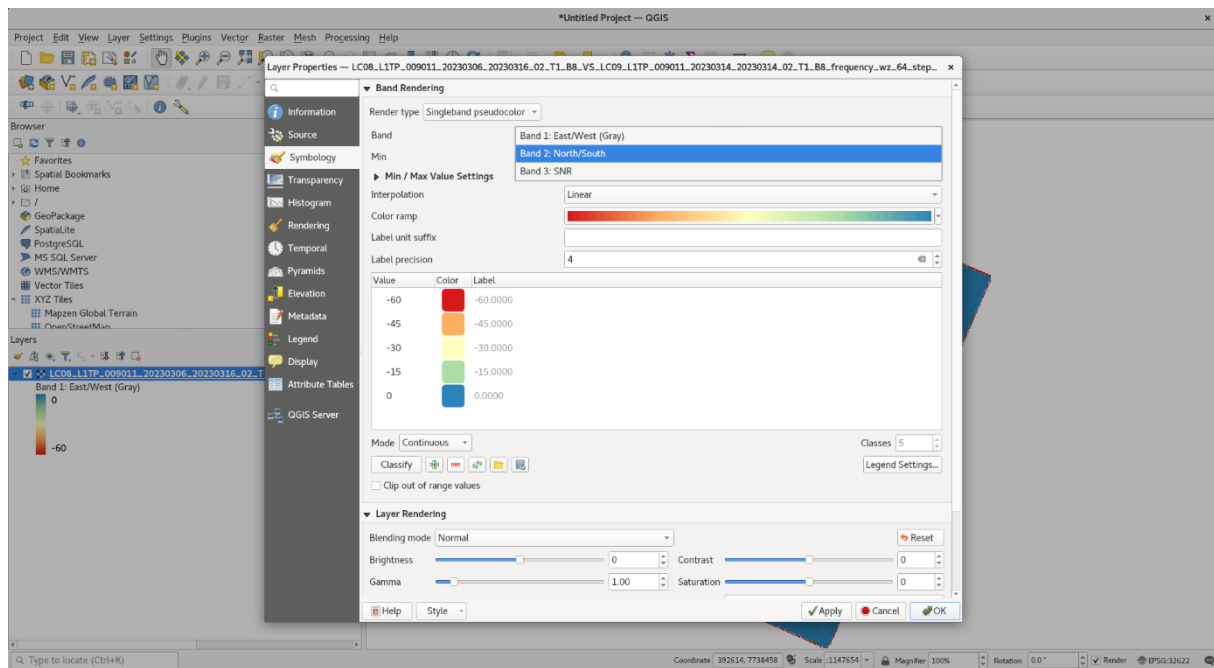 *Untitled Project — QGIS
×
Project Edit View Layer Settings Plugins Vector Raster Mesh Processing Help
Layer Properties — LC08_L1TP_009011_20230306_20230316_02_T1_B8_VS_LC09_L1TP_009011_20230314_20230314_02_T1_B8_frequency_wz_64_step… ×
Browser
Favorites
Spatial Bookmarks
Home
/
GeoPackage
SpatiaLite
PostgreSQL
MS SQL Server
WMS/WMTS
Vector Tiles
XYZ Tiles
Mapzen Global Terrain
OpenStreetMap
Layers
LC08_L1TP_009011_20230306_20230316_02_T
Band 1: East/West (Gray)
0
-60
Information
Source
Symbology
Transparency
Histogram
Rendering
Temporal
Pyramids
Elevation
Metadata
Legend
Display
Attribute Tables
QGIS Server
Band Rendering
Render type Singleband pseudocolor
Band
Band 1: East/West (Gray)
Min
Band 2: North/South
Band 3: SNR
Min / Max Value Settings
Interpolation Linear
Color ramp
Label unit suffix
Label precision 4
Value Color Label
-60 -60.0000
-45 -45.0000
-30 -30.0000
-15 -15.0000
0 0.0000
Mode Continuous Classes 5
Classify Legend Settings...
Clip out of range values
Layer Rendering
Blending mode Normal Reset
Brightness 0 Contrast 0
Gamma 1.00 Saturation 0
Help Style Apply Cancel OK
Type to locate (Ctrl+K) Coordinate 392614,7738458 Scale :1147654 Magnifier 100% Rotation 0.0 ° Render EPSG:32622